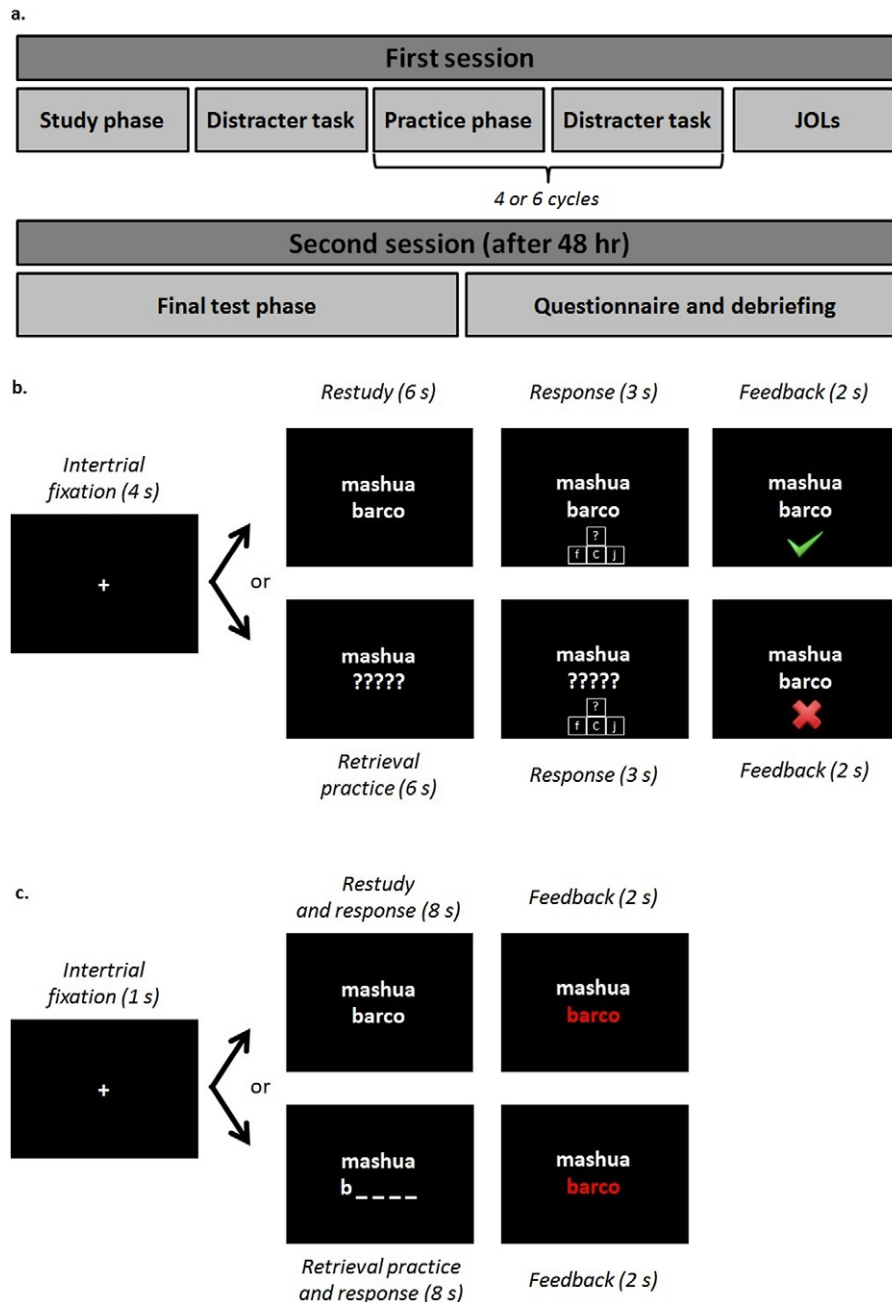 a.
First session
Study phase
Distracter task
Practice phase
Distracter task
JOLs
4 or 6 cycles
Second session (after 48 hr)
Final test phase
Questionnaire and debriefing
b.
Restudy (6 s)
Response (3 s)
Feedback (2 s)
Intertrial
fixation (4 s)
+
or
mashua
barco
mashua
barco
?
f C j
mashua
barco
mashua
?????
mashua
?????
?
f C j
mashua
barco
Retrieval
practice (6 s)
Response (3 s)
Feedback (2 s)
c.
Restudy
and response (8 s)
Feedback (2 s)
Intertrial
fixation (1 s)
+
or
mashua
barco
mashua
barco
mashua
b_ _ _ _
mashua
barco
Retrieval practice
and response (8 s)
Feedback (2 s)